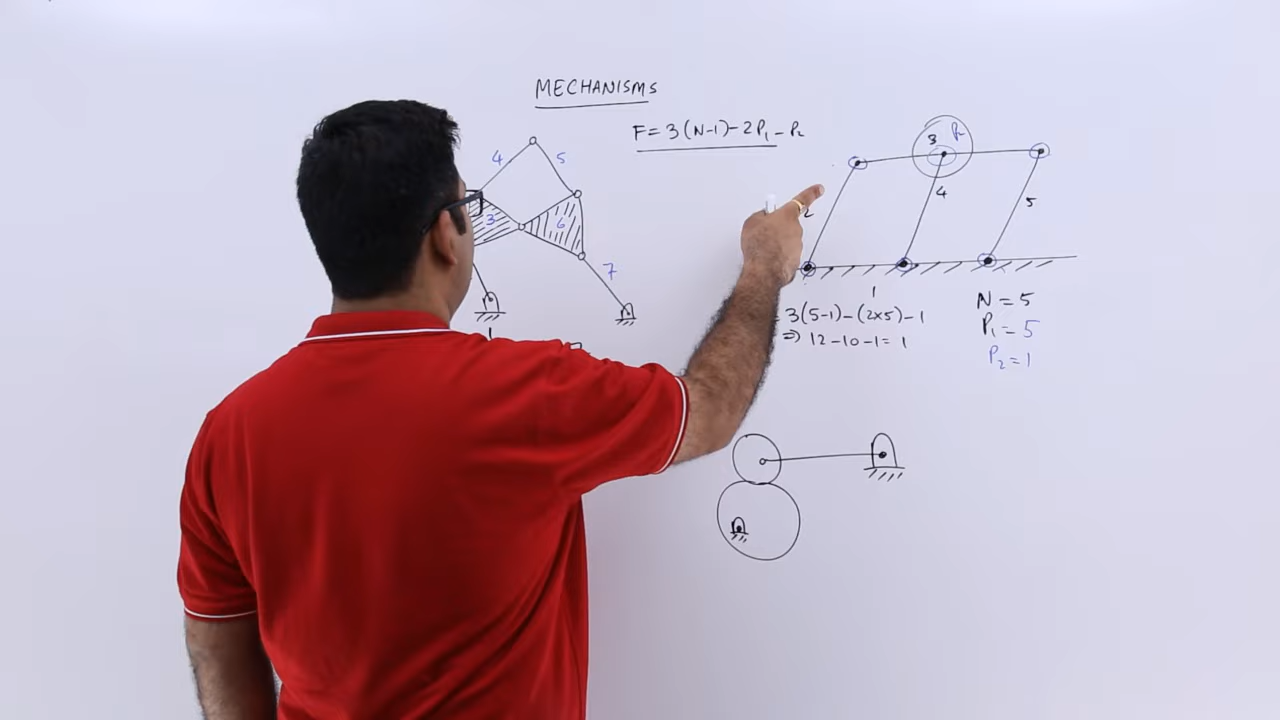 MECHANISMS
F = 3(N-1) - 2P₁ - P₂
4
5
3
6
7
1
2
3
P₂
4
5
1
= 3(5-1) - (2×5) - 1
⇒ 12 - 10 - 1 = 1
N = 5
P₁ = 5
P₂ = 1